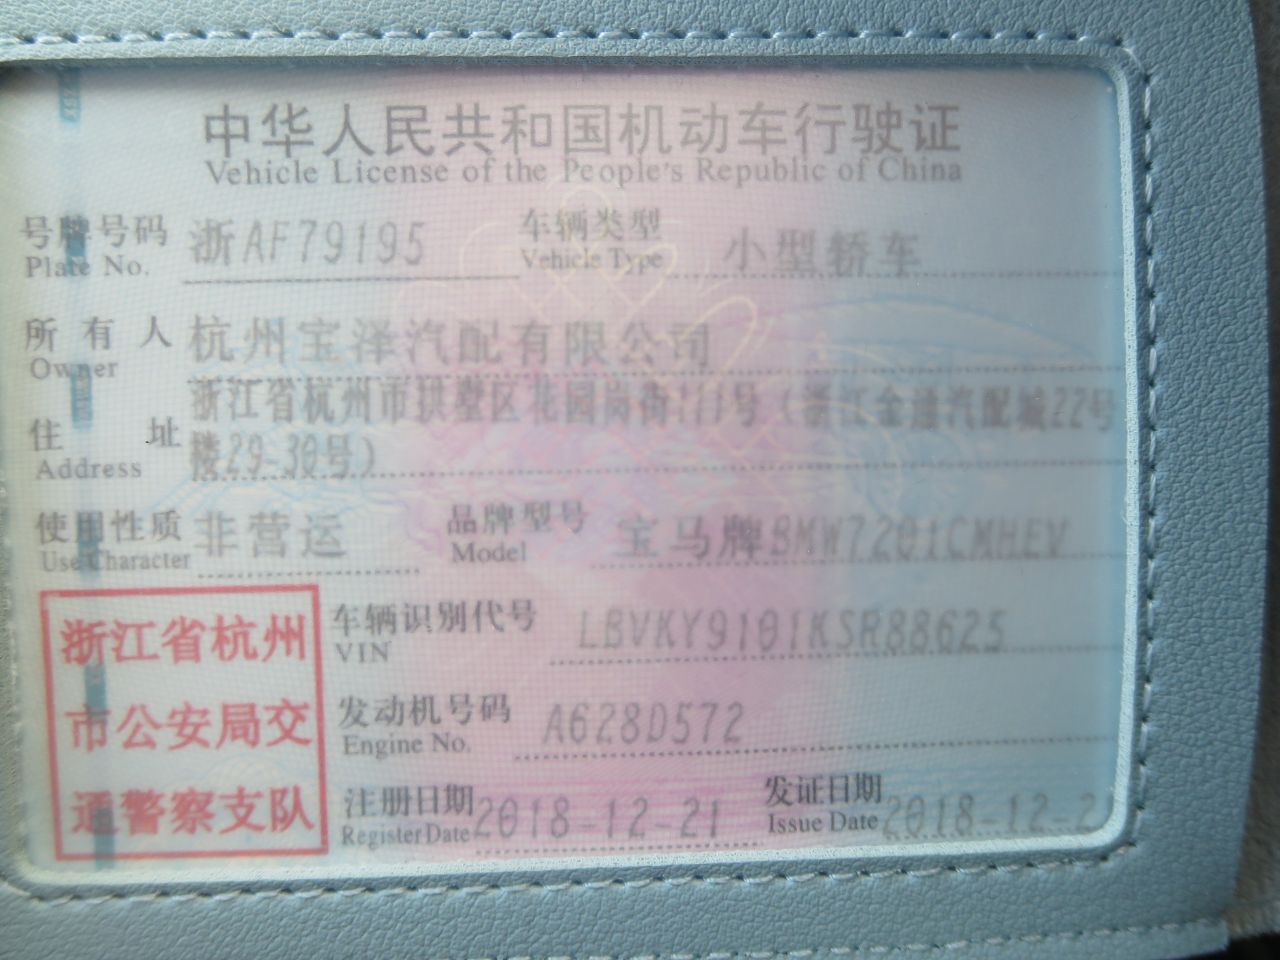 中华人民共和国机动车行驶证
Vehicle License of the People's Republic of China
号牌号码 浙AF79195 车辆类型 小型轿车
Plate No. Vehicle Type
所有人 杭州宝泽汽配有限公司
Owner
浙江省杭州市拱墅区花园岗街111号（浙江金通汽配城22号
住址 楼29-30号）
Address
使用性质 非营运 品牌型号 宝马牌BMW7201CMHEV
Use Character Model
浙江省杭州
市公安局交
通警察支队
车辆识别代号 LBVKY9101KSR88625
VIN
发动机号码 A628D572
Engine No.
注册日期 2018-12-21 发证日期 2018-12-21
Register Date Issue Date